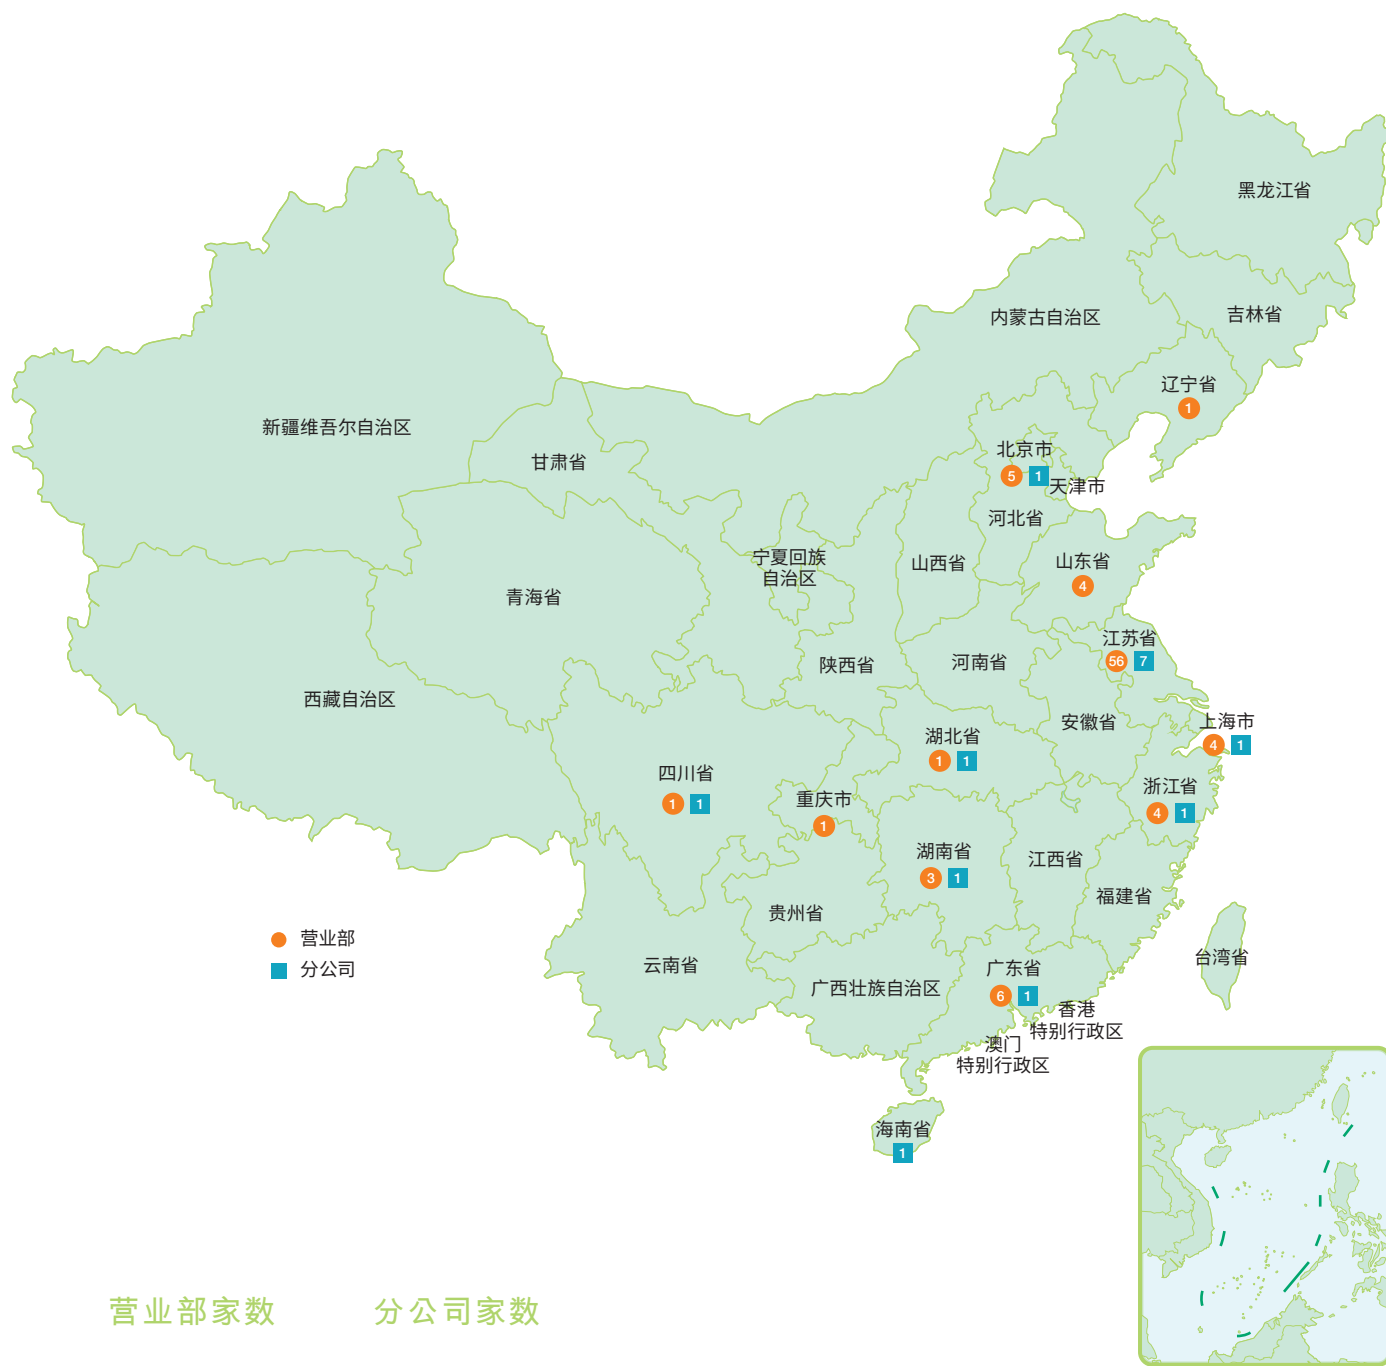 黑龙江省
内蒙古自治区
吉林省
辽宁省
1
新疆维吾尔自治区
甘肃省
北京市
5 1
天津市
河北省
宁夏回族
自治区
山西省
山东省
4
青海省
江苏省
56 7
陕西省
河南省
西藏自治区
安徽省
上海市
4 1
湖北省
1 1
四川省
1 1
重庆市
1
浙江省
4 1
湖南省
3 1
江西省
福建省
贵州省
营业部
分公司
云南省
广西壮族自治区
广东省
6 1
台湾省
香港
特别行政区
澳门
特别行政区
海南省
1
营业部家数 分公司家数